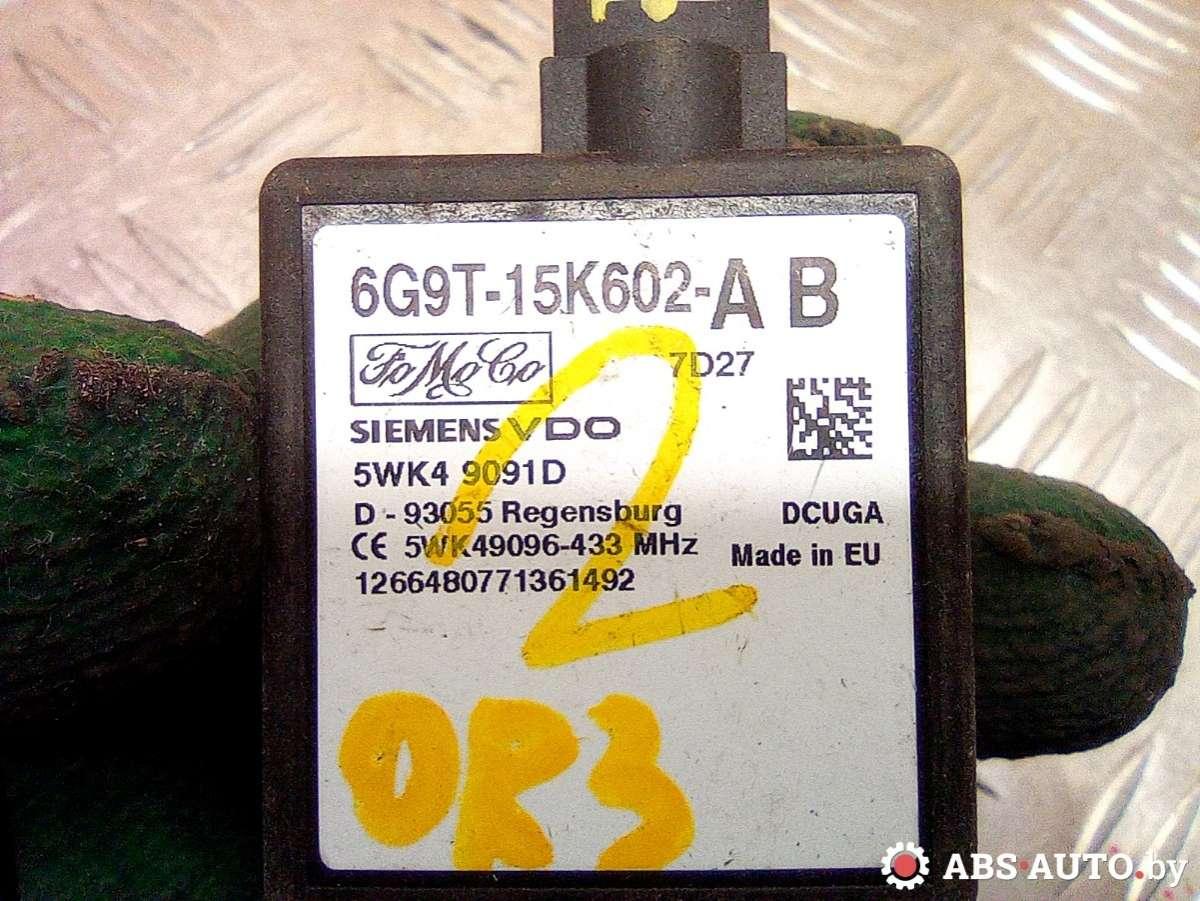 6G9T-15K602-AB
FoMoCo 7D27
SIEMENS VDO
5WK4 9091D
D - 93055 Regensburg DCUGA
CE 5WK49096-433 MHz Made in EU
1266480771361492
2
ABS-AUTO.by